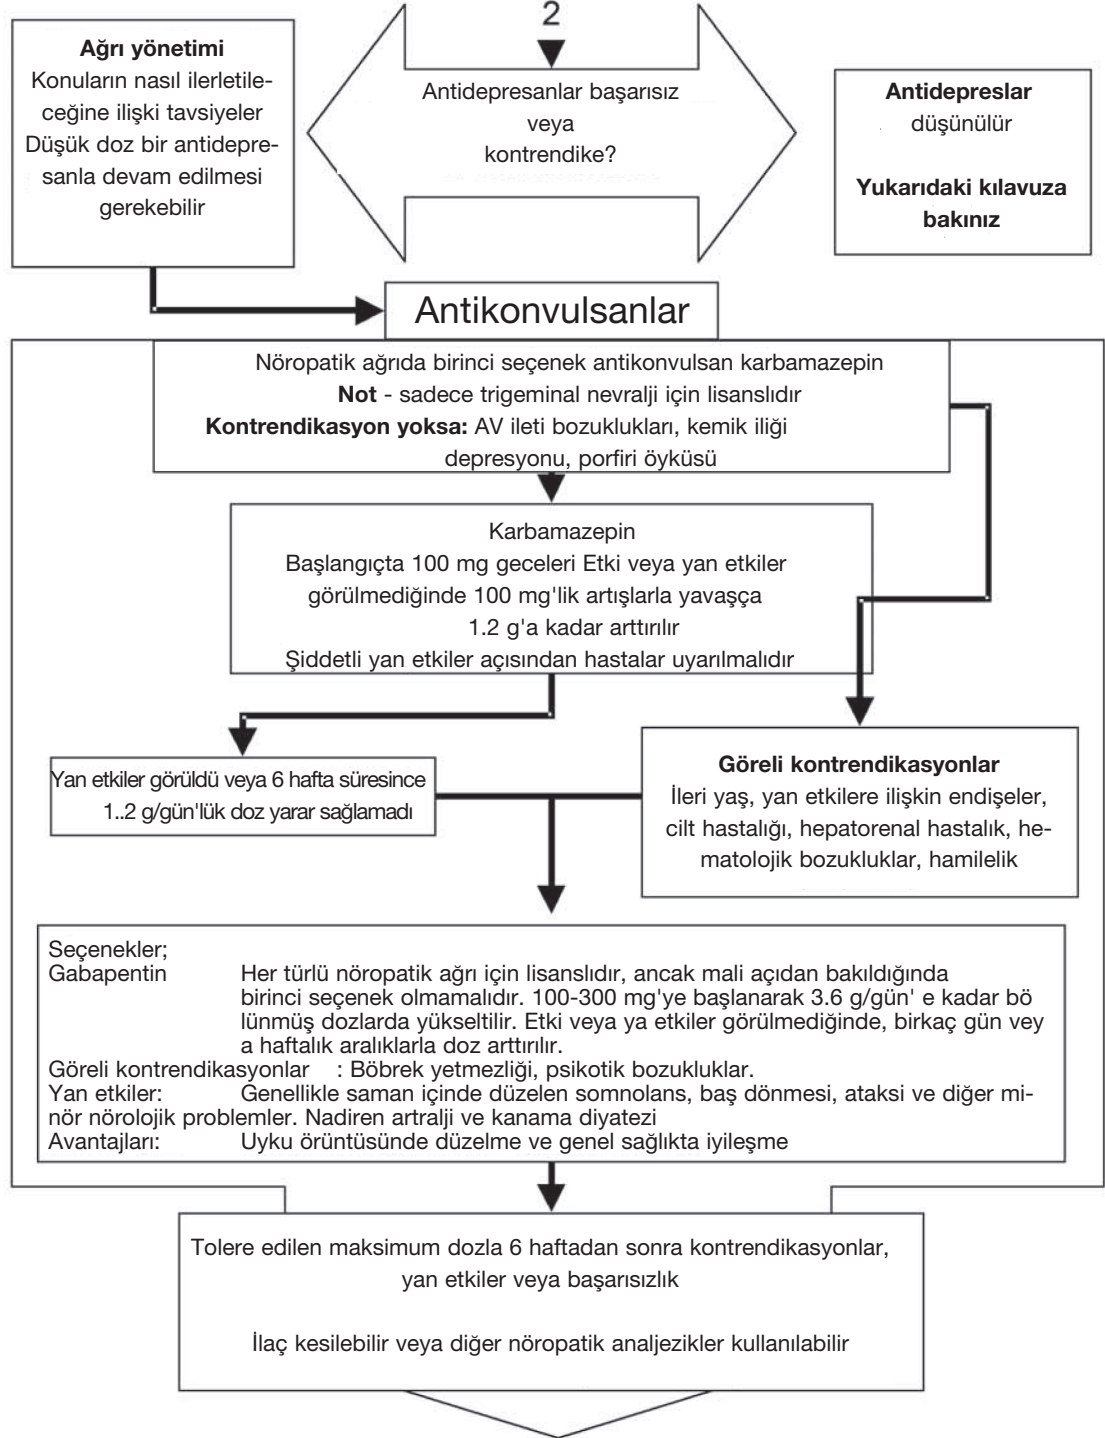 2
Ağrı yönetimi
Konuların nasıl ilerletile-
ceğine ilişki tavsiyeler
Düşük doz bir antidepre-
sanla devam edilmesi
gerekebilir
Antidepresanlar başarısız
veya
kontrendike?
Antidepreslar
düşünülür
Yukarıdaki kılavuza
bakınız
Antikonvulsanlar
Nöropatik ağrıda birinci seçenek antikonvulsan karbamazepin
Not - sadece trigeminal nevralji için lisanslıdır
Kontrendikasyon yoksa: AV ileti bozuklukları, kemik iliği
depresyonu, porfiri öyküsü
Karbamazepin
Başlangıçta 100 mg geceleri Etki veya yan etkiler
görülmediğinde 100 mg'lik artışlarla yavaşça
1.2 g'a kadar arttırılır
Şiddetli yan etkiler açısından hastalar uyarılmalıdır
Yan etkiler görüldü veya 6 hafta süresince
1..2 g/gün'lük doz yarar sağlamadı
Göreli kontrendikasyonlar
İleri yaş, yan etkilere ilişkin endişeler,
cilt hastalığı, hepatorenal hastalık, he-
matolojik bozukluklar, hamilelik
Seçenekler;
Gabapentin Her türlü nöropatik ağrı için lisanslıdır, ancak mali açıdan bakıldığında
birinci seçenek olmamalıdır. 100-300 mg'ye başlanarak 3.6 g/gün' e kadar bö
lünmüş dozlarda yükseltilir. Etki veya ya etkiler görülmediğinde, birkaç gün vey
a haftalık aralıklarla doz arttırılır.
Göreli kontrendikasyonlar : Böbrek yetmezliği, psikotik bozukluklar.
Yan etkiler: Genellikle saman içinde düzelen somnolans, baş dönmesi, ataksi ve diğer mi-
nör nörolojik problemler. Nadiren artralji ve kanama diyatezi
Avantajları: Uyku örüntüsünde düzelme ve genel sağlıkta iyileşme
Tolere edilen maksimum dozla 6 haftadan sonra kontrendikasyonlar,
yan etkiler veya başarısızlık
İlaç kesilebilir veya diğer nöropatik analjezikler kullanılabilir